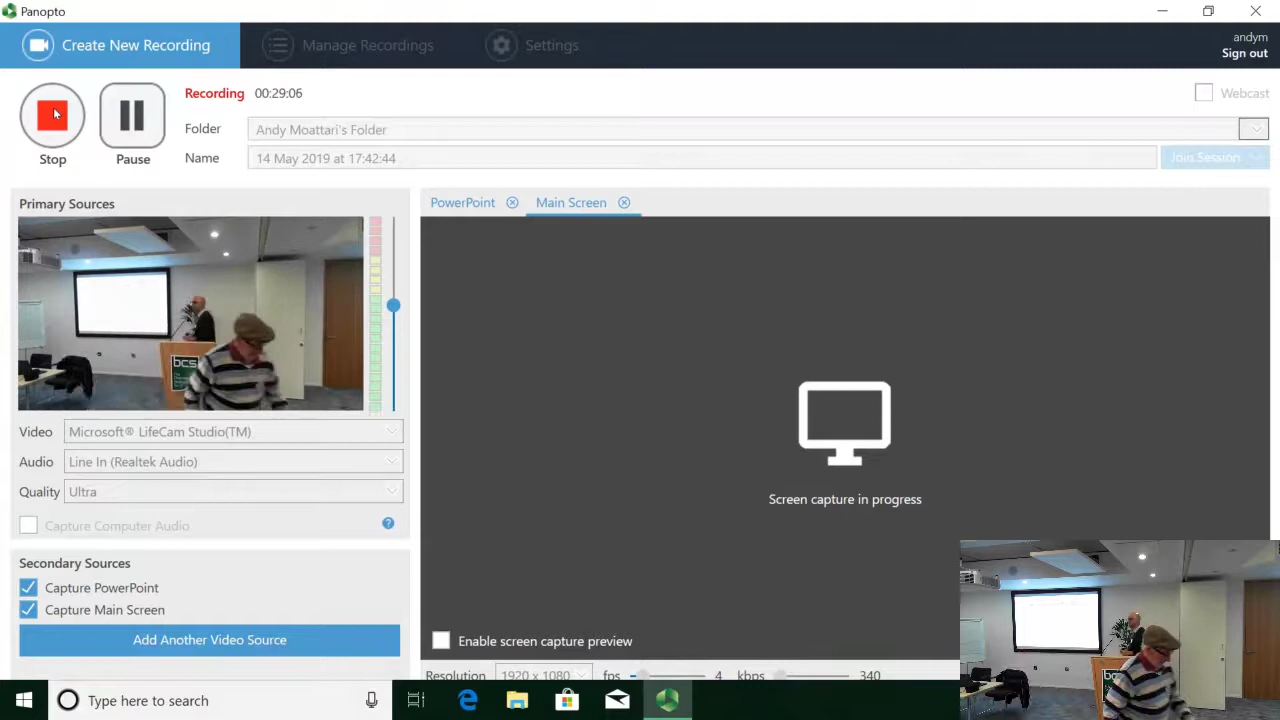 Panopto
Create New Recording
Manage Recordings
Settings
andym
Sign out
Recording 00:29:06
Webcast
Folder Andy Moattari's Folder
Name 14 May 2019 at 17:42:44 Join Session
Stop Pause
Primary Sources
PowerPoint
Main Screen
bcs
Video Microsoft® LifeCam Studio(TM)
Audio Line In (Realtek Audio)
Quality Ultra
Capture Computer Audio ?
Screen capture in progress
Secondary Sources
Capture PowerPoint
Capture Main Screen
Add Another Video Source
Enable screen capture preview
Resolution 1920 x 1080 fps 4 kbps 340
Type here to search